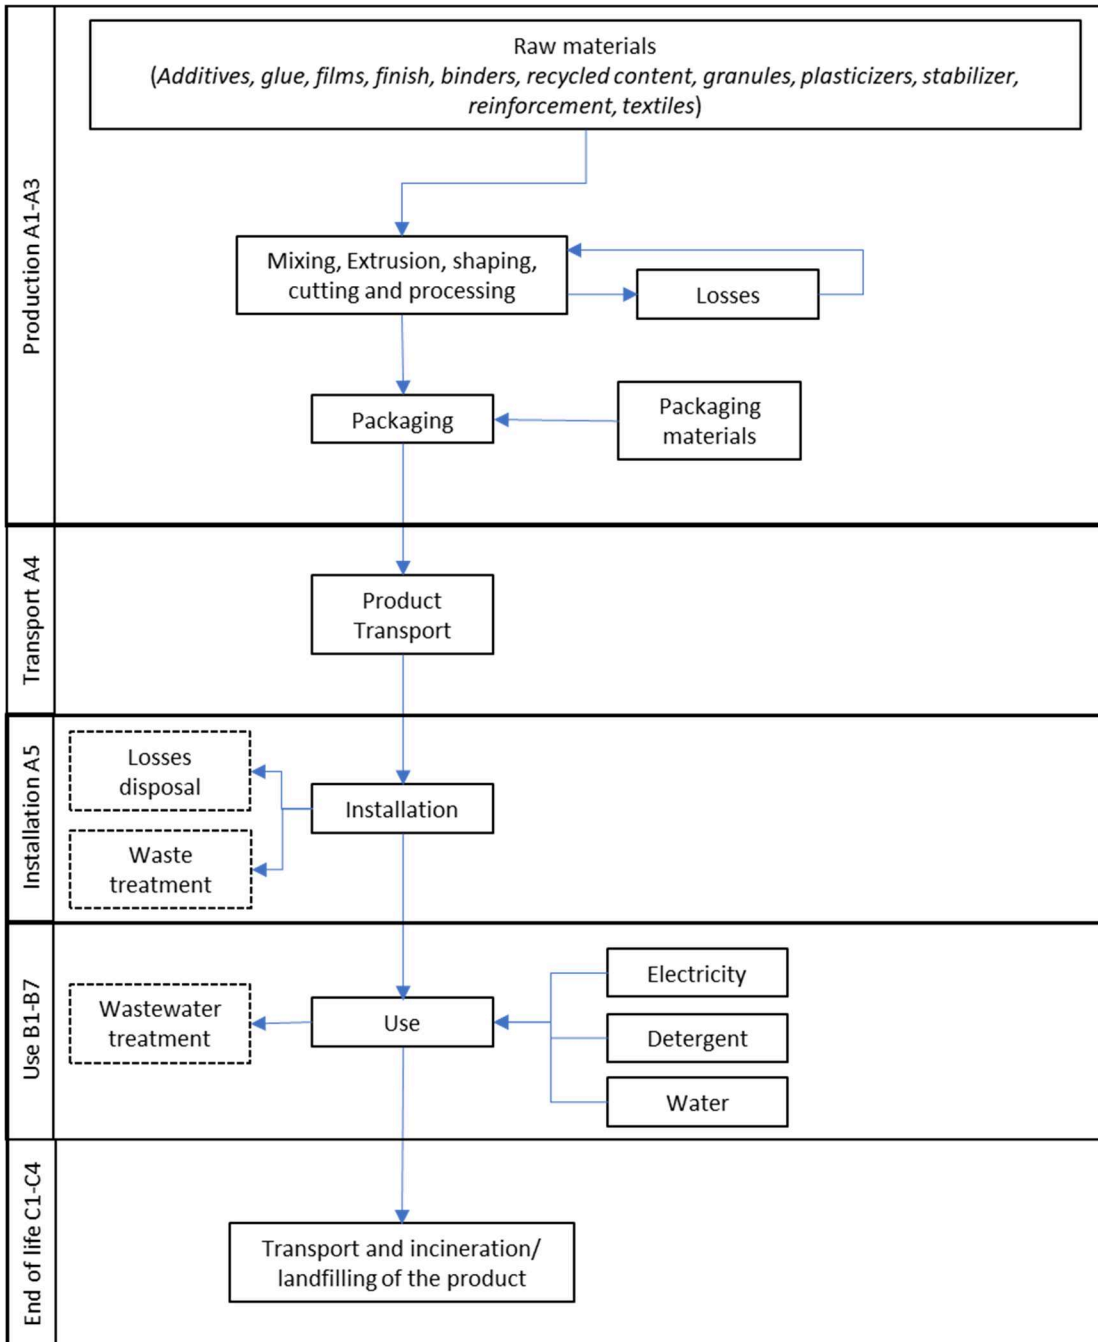 Production A1-A3
Raw materials
(Additives, glue, films, finish, binders, recycled content, granules, plasticizers, stabilizer,
reinforcement, textiles)
Mixing, Extrusion, shaping,
cutting and processing
Losses
Packaging
Packaging
materials
Transport A4
Product
Transport
Installation A5
Losses
disposal
Installation
Waste
treatment
Use B1-B7
Wastewater
treatment
Use
Electricity
Detergent
Water
End of life C1-C4
Transport and incineration/
landfilling of the product